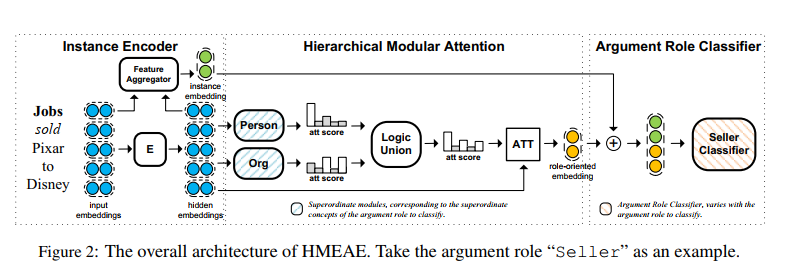 Instance Encoder
Hierarchical Modular Attention
Argument Role Classifier
Feature
Aggregator
instance
embedding
Jobs
sold
Pixar
to
Disney
E
input
embeddings
hidden
embeddings
Person
att score
Org
att score
Logic
Union
att score
ATT
role-oriented
embedding
+
Seller
Classifier
Superordinate modules, corresponding to the superordinate
concepts of the argument role to classify.
Argument Role Classifier, varies with the
argument role to classify.
Figure 2: The overall architecture of HMEAE. Take the argument role “Seller” as an example.